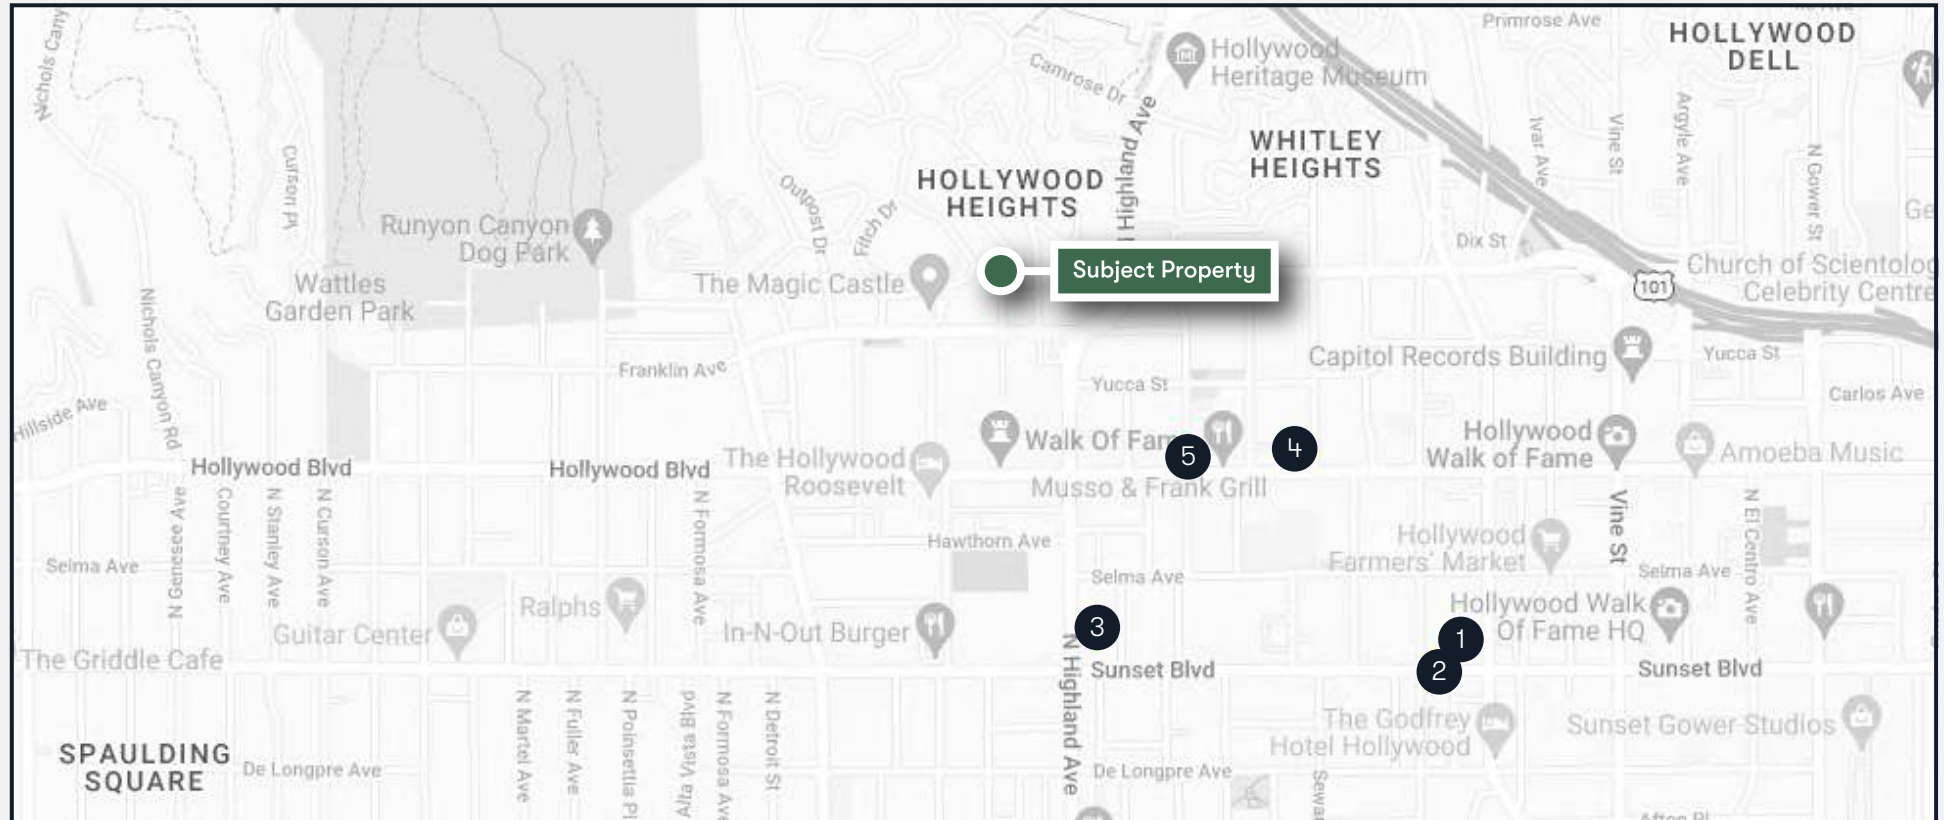 Nichols Cany
Primrose Ave
HOLLYWOOD
DELL
Hollywood
Heritage Museum
Camrose Dr
N Highland Ave
WHITLEY
HEIGHTS
Ivar Ave
Vine St
Argyle Ave
N Gower St
Curson Pl
HOLLYWOOD
HEIGHTS
Outpost Dr
Fitch Dr
Runyon Canyon
Dog Park
Ge
Dix St
Subject Property
The Magic Castle
Wattles
Garden Park
101
Church of Scientolog
Celebrity Centre
Nichols Canyon Rd
Franklin Ave
Capitol Records Building
Yucca St
Yucca St
Carlos Ave
Hillside Ave
Walk Of Fam
5
4
Hollywood
Walk of Fame
Amoeba Music
Hollywood Blvd
Hollywood Blvd
The Hollywood
Roosevelt
Musso & Frank Grill
N Genesee Ave
Courtney Ave
N Stanley Ave
N Curson Ave
N Formosa Ave
Vine St
N El Centro Ave
Hawthorn Ave
Hollywood
Farmers' Market
Selma Ave
Selma Ave
Selma Ave
Ralphs
Guitar Center
In-N-Out Burger
3
Hollywood Walk
Of Fame HQ
1
The Griddle Cafe
N Highland Ave
Sunset Blvd
2
Sunset Blvd
N Martel Ave
N Fuller Ave
N Poinsettia Pl
Alta Vista Blvd
N Formosa Ave
N Detroit St
The Godfrey
Hotel Hollywood
Sunset Gower Studios
SPAULDING
SQUARE
De Longpre Ave
De Longpre Ave
Sewar